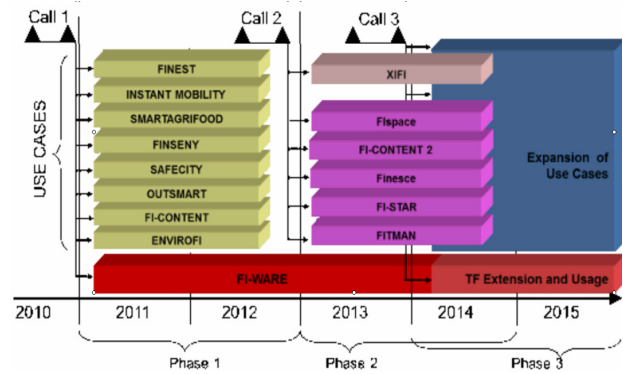 Call 1
Call 2
Call 3
USE CASES
FINEST
INSTANT MOBILITY
SMARTAGRIFOOD
FINSENY
SAFECITY
OUTSMART
FI-CONTENT
ENVIROFI
XIFI
FIspace
FI-CONTENT 2
Finesce
FI-STAR
FITMAN
Expansion of
Use Cases
FI-WARE
TF Extension and Usage
2010
2011
2012
2013
2014
2015
Phase 1
Phase 2
Phase 3